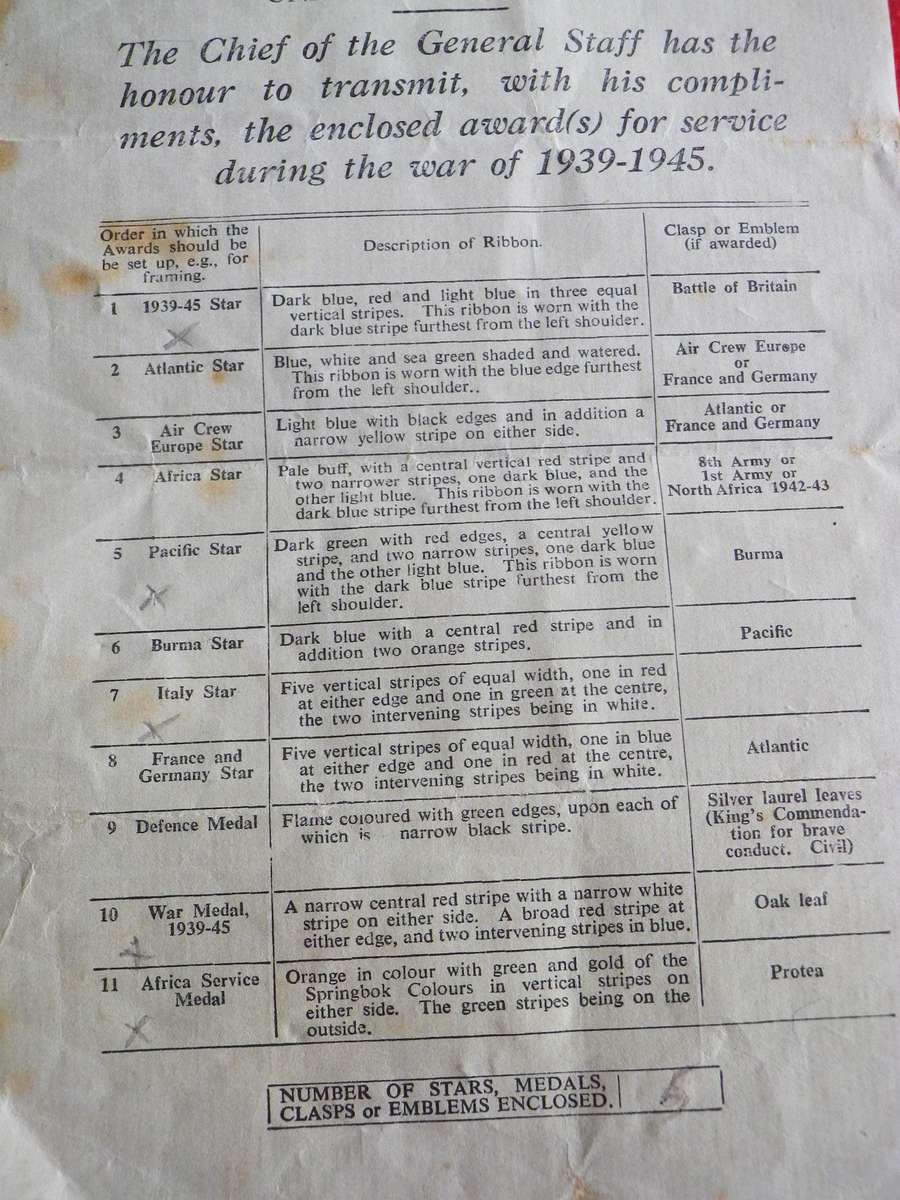 The Chief of the General Staff has the
honour to transmit, with his compli-
ments, the enclosed award(s) for service
during the war of 1939-1945.
Order in which the
Awards should be
be set up, e.g., for
framing.
Description of Ribbon.
Clasp or Emblem
(if awarded)
1 1939-45 Star
x
Dark blue, red and light blue in three equal
vertical stripes. This ribbon is worn with the
dark blue stripe furthest from the left shoulder.
Battle of Britain
2 Atlantic Star
Blue, white and sea green shaded and watered.
This ribbon is worn with the blue edge furthest
from the left shoulder..
Air Crew Europe
or
France and Germany
3 Air Crew
Europe Star
Light blue with black edges and in addition a
narrow yellow stripe on either side.
Atlantic or
France and Germany
4 Africa Star
Pale buff, with a central vertical red stripe and
two narrower stripes, one dark blue, and the
other light blue. This ribbon is worn with the
dark blue stripe furthest from the left shoulder.
8th Army or
1st Army or
North Africa 1942-43
5 Pacific Star
x
Dark green with red edges, a central yellow
stripe, and two narrow stripes, one dark blue
and the other light blue. This ribbon is worn
with the dark blue stripe furthest from the
left shoulder.
Burma
6 Burma Star
Dark blue with a central red stripe and in
addition two orange stripes.
Pacific
7 Italy Star
x
Five vertical stripes of equal width, one in red
at either edge and one in green at the centre,
the two intervening stripes being in white.
8 France and
Germany Star
Five vertical stripes of equal width, one in blue
at either edge and one in red at the centre,
the two intervening stripes being in white.
Atlantic
9 Defence Medal
Flame coloured with green edges, upon each of
which is narrow black stripe.
Silver laurel leaves
(King's Commenda-
tion for brave
conduct. Civil)
10 War Medal,
1939-45
x
A narrow central red stripe with a narrow white
stripe on either side. A broad red stripe at
either edge, and two intervening stripes in blue.
Oak leaf
11 Africa Service
Medal
x
Orange in colour with green and gold of the
Springbok Colours in vertical stripes on
either side. The green stripes being on the
outside.
Protea
NUMBER OF STARS, MEDALS,
CLASPS or EMBLEMS ENCLOSED.
5